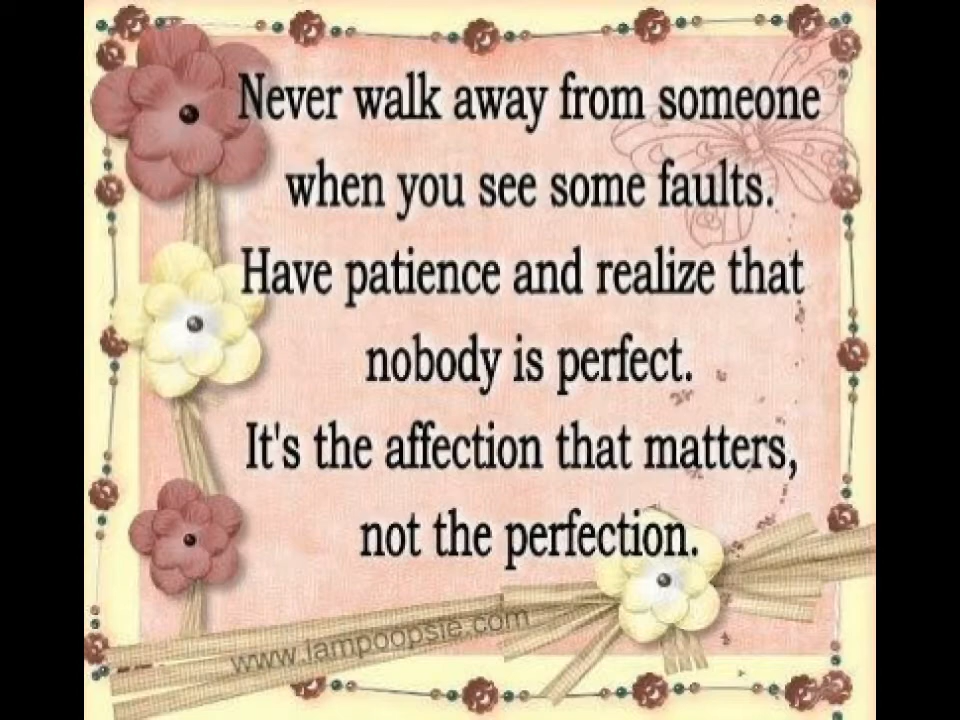 Never walk away from someone
when you see some faults.
Have patience and realize that
nobody is perfect.
It's the affection that matters,
not the perfection.
www.lampoopsie.com